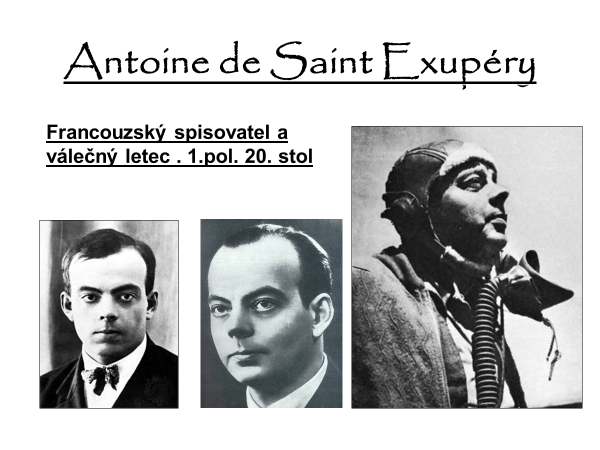 Antoine de Saint Exupéry
Francouzský spisovatel a
válečný letec . 1.pol. 20. stol